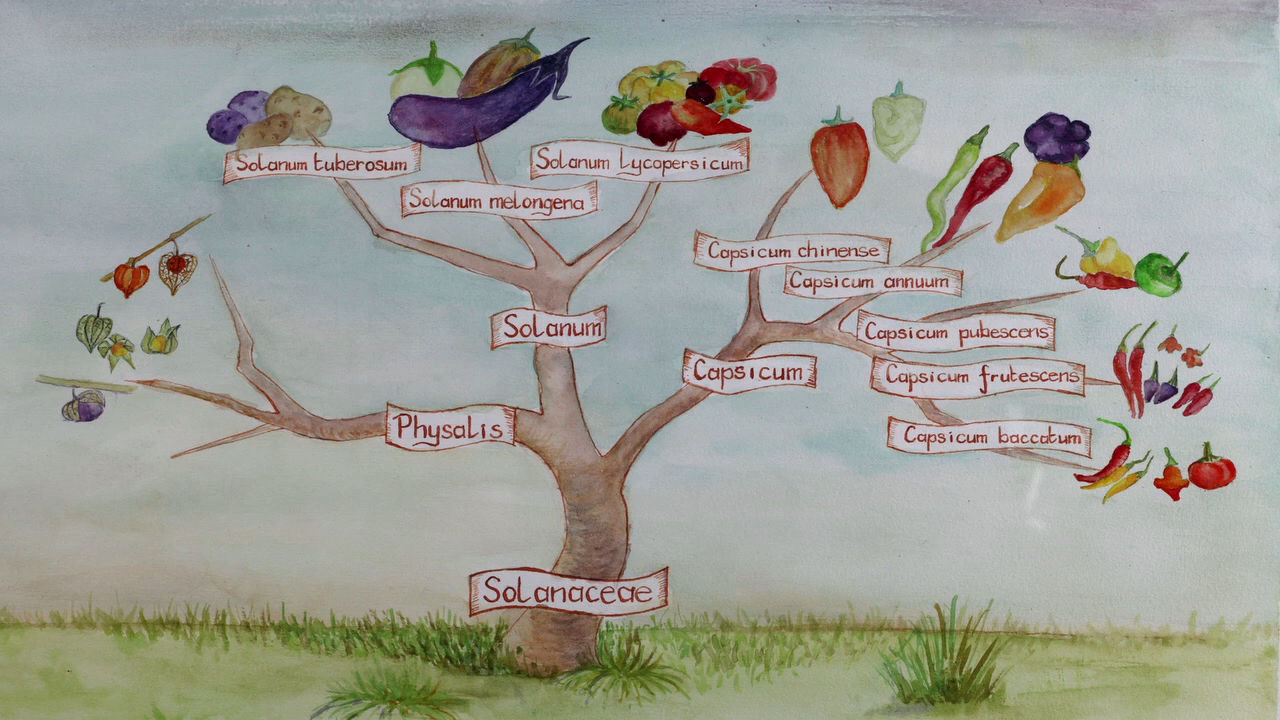 Solanum tuberosum
Solanum Lycopersicum
Solanum melongena
Capsicum chinense
Capsicum annuum
Solanum
Capsicum pubescens
Capsicum
Capsicum frutescens
Physalis
Capsicum baccatum
Solanaceae